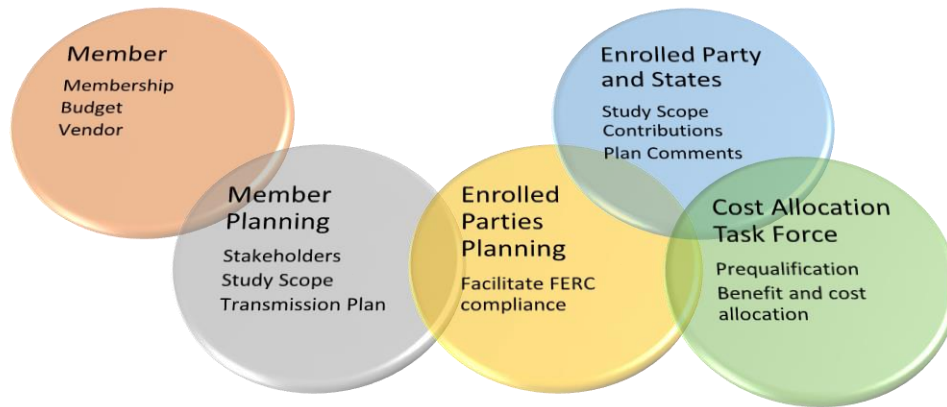 Member
Membership
Budget
Vendor
Member
Planning
Stakeholders
Study Scope
Transmission Plan
Enrolled
Parties
Planning
Facilitate FERC
compliance
Enrolled Party
and States
Study Scope
Contributions
Plan Comments
Cost Allocation
Task Force
Prequalification
Benefit and cost
allocation